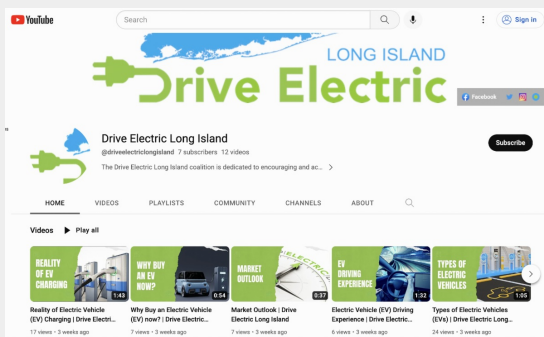 YouTube
Search
Sign in
LONG ISLAND
Drive Electric
Facebook
Drive Electric Long Island
@driveelectriclongisland 7 subscribers 12 videos
The Drive Electric Long Island coalition is dedicated to encouraging and ac...
Subscribe
HOME VIDEOS PLAYLISTS COMMUNITY CHANNELS ABOUT
Videos Play all
REALITY
OF EV
CHARGING
1:43
WHY BUY
AN EV
NOW?
0:54
MARKET
OUTLOOK
ELECTRIC
0:37
EV
DRIVING
EXPERIENCE
1:32
TYPES OF
ELECTRIC
VEHICLES
1:05
Reality of Electric Vehicle
(EV) Charging | Drive Electri...
17 views • 3 weeks ago
Why Buy an Electric Vehicle
(EV) now? | Drive Electric...
7 views • 3 weeks ago
Market Outlook | Drive
Electric Long Island
7 views • 3 weeks ago
Electric Vehicle (EV) Driving
Experience | Drive Electric...
6 views • 3 weeks ago
Types of Electric Vehicles
(EVs) | Drive Electric Long...
24 views • 3 weeks ago